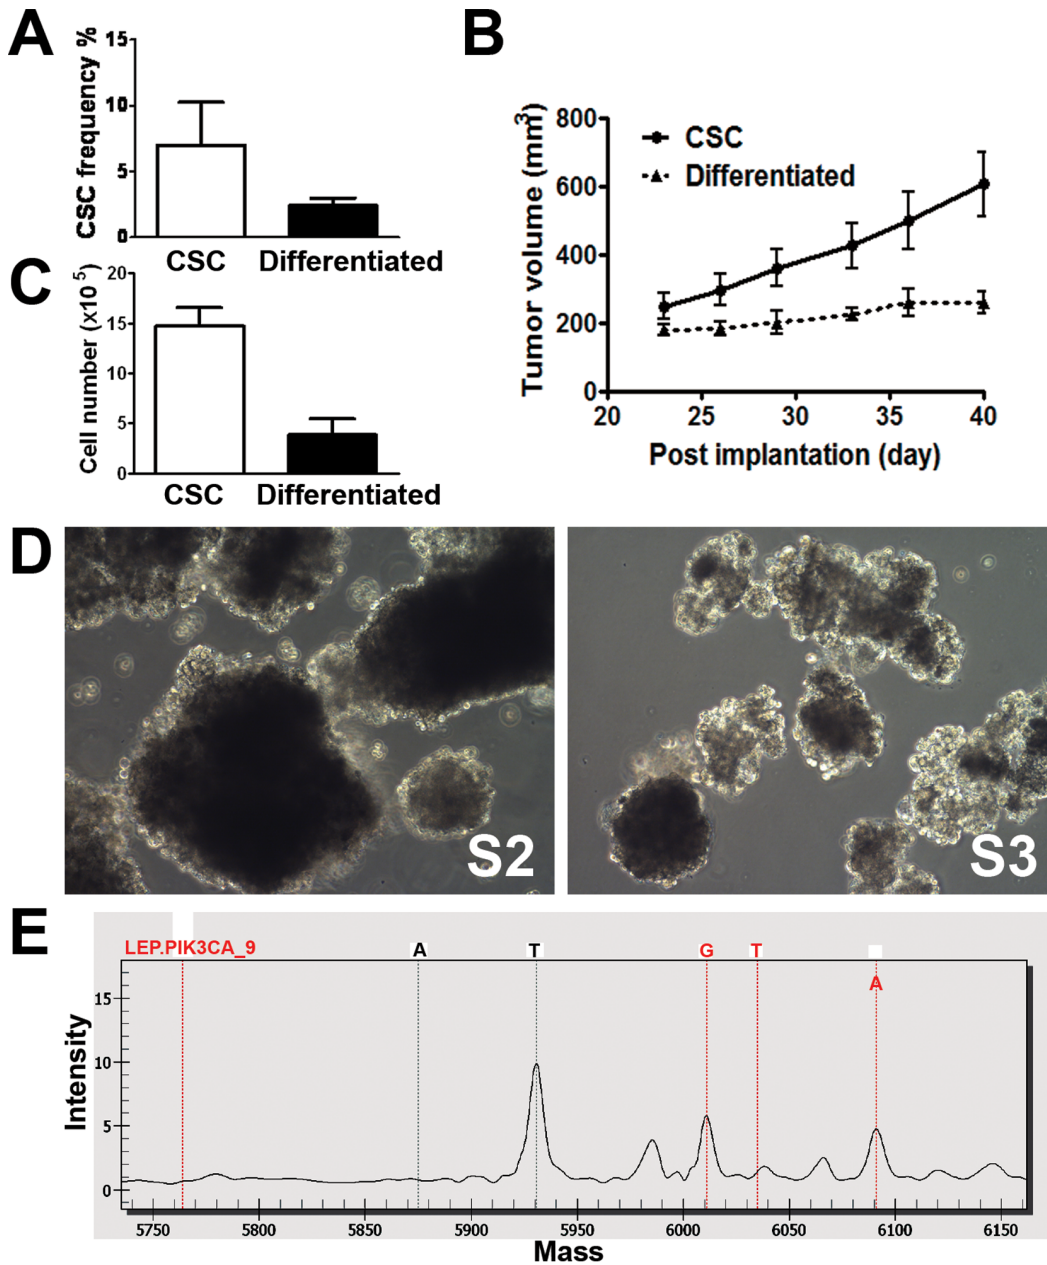 A
CSC frequency %
15
10
5
0
CSC
Differentiated
B
Tumor volume (mm³)
800
600
400
200
0
CSC
Differentiated
20
25
30
35
40
Post implantation (day)
C
Cell number (x10⁵)
20
15
10
5
0
CSC
Differentiated
D
S2
S3
E
LEP.PIK3CA_9
A
T
G
T
A
Intensity
15
10
5
0
5750
5800
5850
5900
5950
6000
6050
6100
6150
Mass